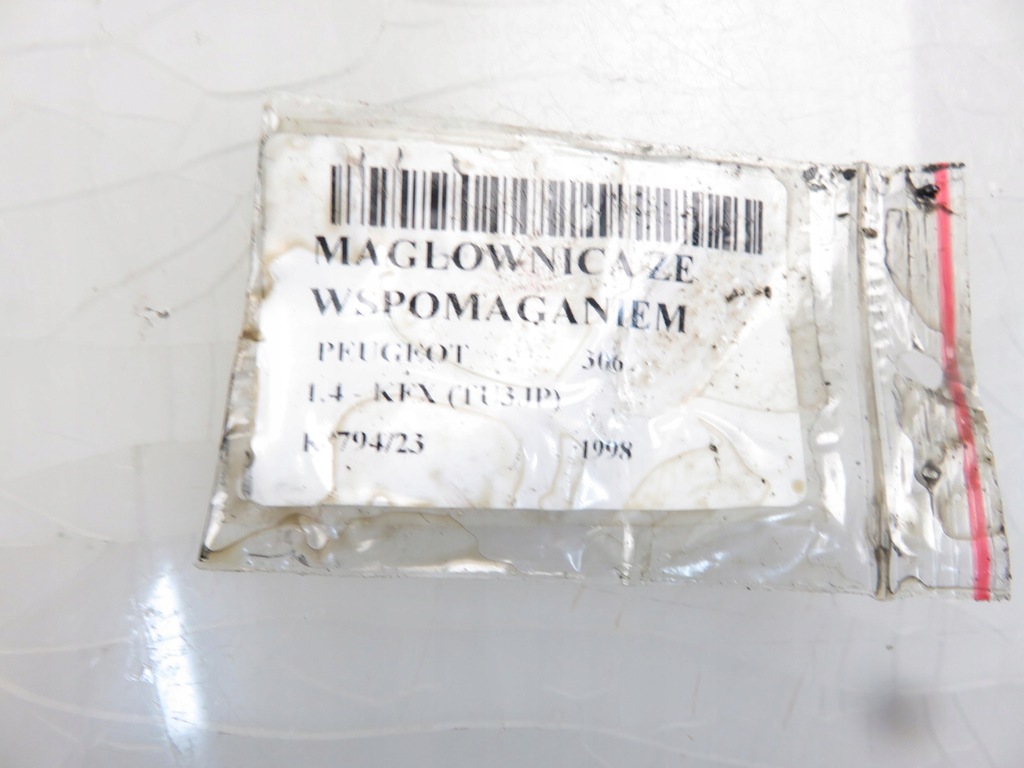 MAGLOWNICA ZE
WSPOMAGANIEM
PEUGEOT 306
1.4 - KFX (TU3JP)
K 794/23 1998